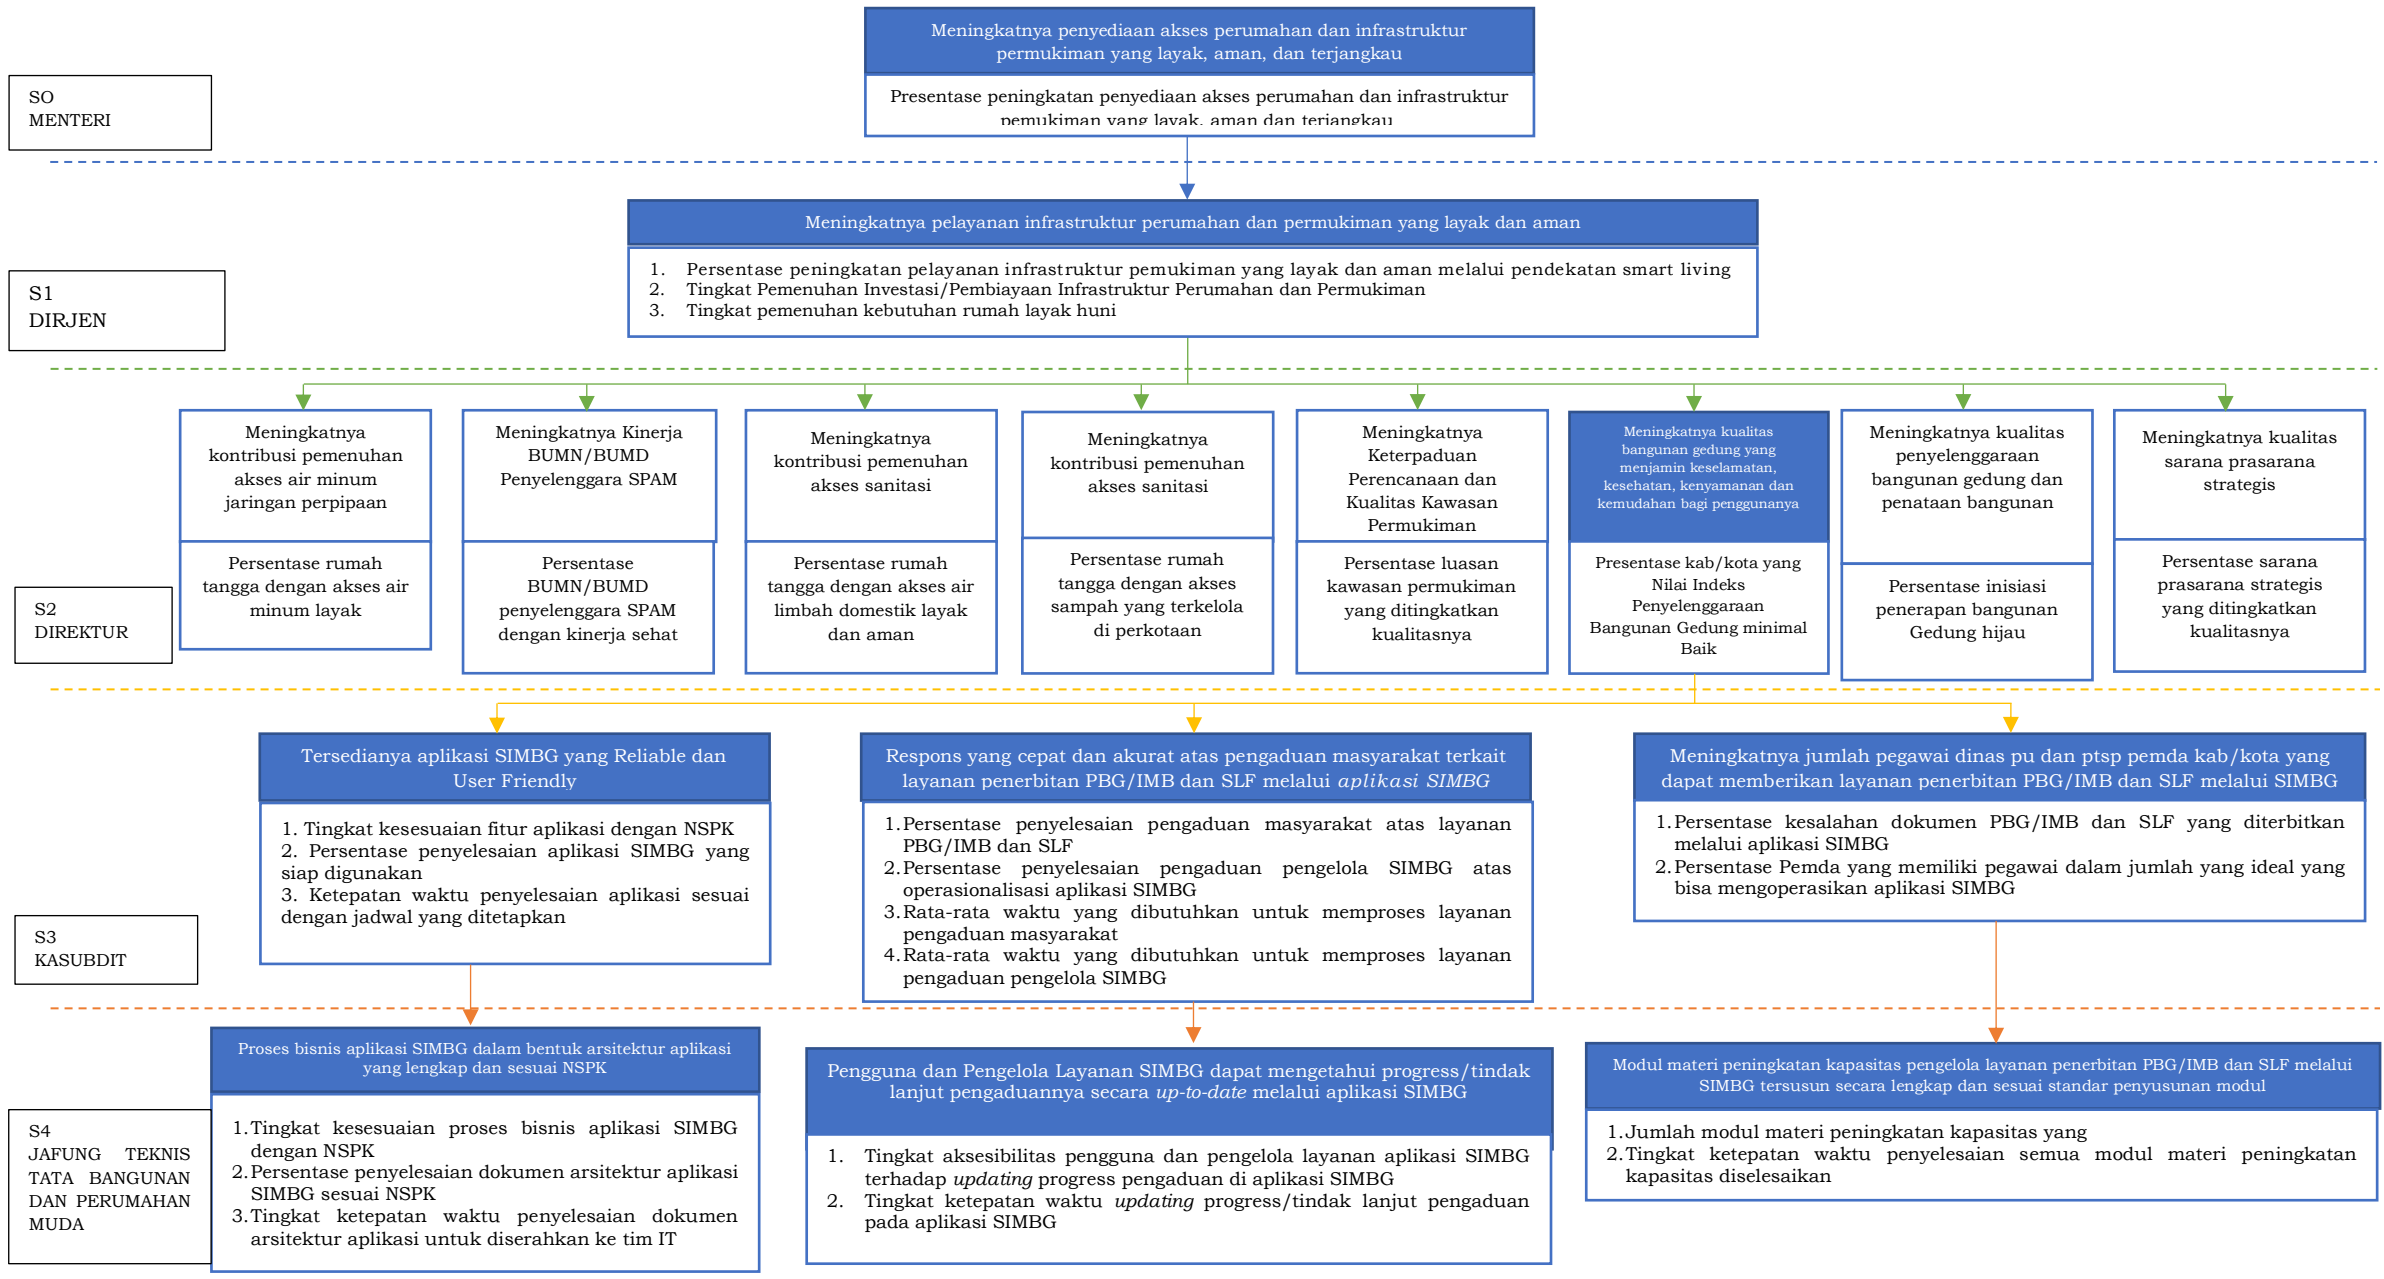 Meningkatnya penyediaan akses perumahan dan infrastruktur
permukiman yang layak, aman, dan terjangkau
Presentase peningkatan penyediaan akses perumahan dan infrastruktur
pemukiman yang layak, aman dan terjangkau
SO
MENTERI
Meningkatnya pelayanan infrastruktur perumahan dan permukiman yang layak dan aman
1. Persentase peningkatan pelayanan infrastruktur pemukiman yang layak dan aman melalui pendekatan smart living
2. Tingkat Pemenuhan Investasi/Pembiayaan Infrastruktur Perumahan dan Permukiman
3. Tingkat pemenuhan kebutuhan rumah layak huni
S1
DIRJEN
Meningkatnya
kontribusi pemenuhan
akses air minum
jaringan perpipaan
Persentase rumah
tangga dengan akses air
minum layak
Meningkatnya Kinerja
BUMN/BUMD
Penyelenggara SPAM
Persentase
BUMN/BUMD
penyelenggara SPAM
dengan kinerja sehat
Meningkatnya
kontribusi pemenuhan
akses sanitasi
Persentase rumah
tangga dengan akses air
limbah domestik layak
dan aman
Meningkatnya
kontribusi pemenuhan
akses sanitasi
Persentase rumah
tangga dengan akses
sampah yang terkelola
di perkotaan
Meningkatnya
Keterpaduan
Perencanaan dan
Kualitas Kawasan
Permukiman
Persentase luasan
kawasan permukiman
yang ditingkatkan
kualitasnya
Meningkatnya kualitas
bangunan gedung yang
menjamin keselamatan,
kesehatan, kenyamanan dan
kemudahan bagi penggunanya
Presentase kab/kota yang
Nilai Indeks
Penyelenggaraan
Bangunan Gedung minimal
Baik
Meningkatnya kualitas
penyelenggaraan
bangunan gedung dan
penataan bangunan
Persentase inisiasi
penerapan bangunan
Gedung hijau
Meningkatnya kualitas
sarana prasarana
strategis
Persentase sarana
prasarana strategis
yang ditingkatkan
kualitasnya
S2
DIREKTUR
Tersedianya aplikasi SIMBG yang Reliable dan
User Friendly
1. Tingkat kesesuaian fitur aplikasi dengan NSPK
2. Persentase penyelesaian aplikasi SIMBG yang
siap digunakan
3. Ketepatan waktu penyelesaian aplikasi sesuai
dengan jadwal yang ditetapkan
Respons yang cepat dan akurat atas pengaduan masyarakat terkait
layanan penerbitan PBG/IMB dan SLF melalui aplikasi SIMBG
1.Persentase penyelesaian pengaduan masyarakat atas layanan
PBG/IMB dan SLF
2.Persentase penyelesaian pengaduan pengelola SIMBG atas
operasionalisasi aplikasi SIMBG
3.Rata-rata waktu yang dibutuhkan untuk memproses layanan
pengaduan masyarakat
4.Rata-rata waktu yang dibutuhkan untuk memproses layanan
pengaduan pengelola SIMBG
Meningkatnya jumlah pegawai dinas pu dan ptsp pemda kab/kota yang
dapat memberikan layanan penerbitan PBG/IMB dan SLF melalui SIMBG
1.Persentase kesalahan dokumen PBG/IMB dan SLF yang diterbitkan
melalui aplikasi SIMBG
2.Persentase Pemda yang memiliki pegawai dalam jumlah yang ideal yang
bisa mengoperasikan aplikasi SIMBG
S3
KASUBDIT
Proses bisnis aplikasi SIMBG dalam bentuk arsitektur aplikasi
yang lengkap dan sesuai NSPK
1.Tingkat kesesuaian proses bisnis aplikasi SIMBG
dengan NSPK
2.Persentase penyelesaian dokumen arsitektur aplikasi
SIMBG sesuai NSPK
3.Tingkat ketepatan waktu penyelesaian dokumen
arsitektur aplikasi untuk diserahkan ke tim IT
Pengguna dan Pengelola Layanan SIMBG dapat mengetahui progress/tindak
lanjut pengaduannya secara up-to-date melalui aplikasi SIMBG
1. Tingkat aksesibilitas pengguna dan pengelola layanan aplikasi SIMBG
terhadap updating progress pengaduan di aplikasi SIMBG
2. Tingkat ketepatan waktu updating progress/tindak lanjut pengaduan
pada aplikasi SIMBG
Modul materi peningkatan kapasitas pengelola layanan penerbitan PBG/IMB dan SLF melalui
SIMBG tersusun secara lengkap dan sesuai standar penyusunan modul
1.Jumlah modul materi peningkatan kapasitas yang
2.Tingkat ketepatan waktu penyelesaian semua modul materi peningkatan
kapasitas diselesaikan
S4
JAFUNG TEKNIS
TATA BANGUNAN
DAN PERUMAHAN
MUDA